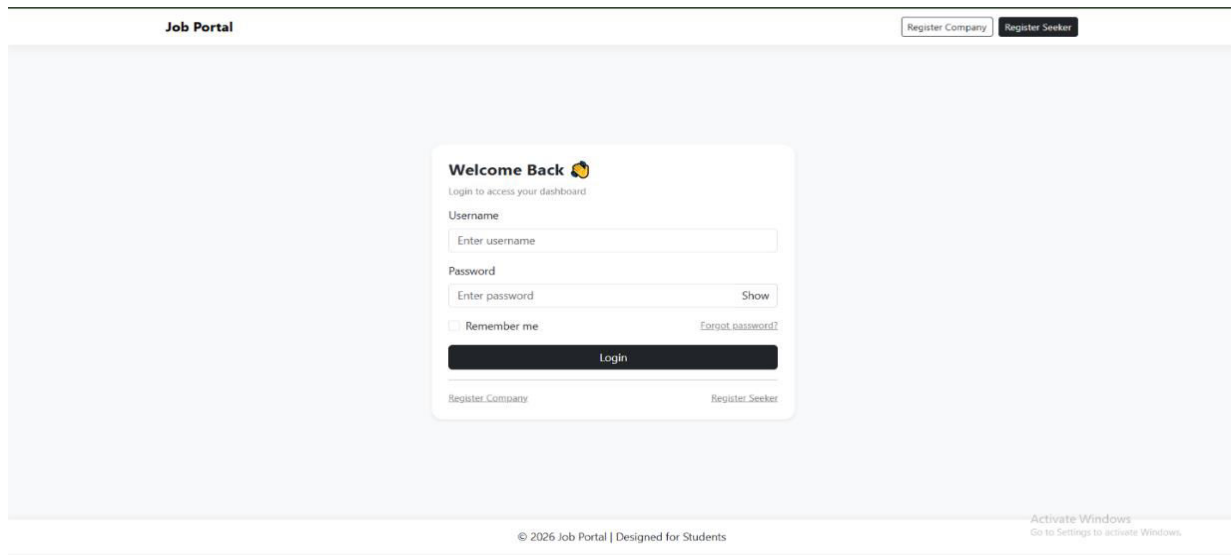 Job Portal Register Company Register Seeker
Welcome Back 👋
Login to access your dashboard
Username
Enter username
Password
Enter password Show
Remember me Forgot password?
Login
Register Company Register Seeker
Activate Windows
Go to Settings to activate Windows.
© 2026 Job Portal | Designed for Students